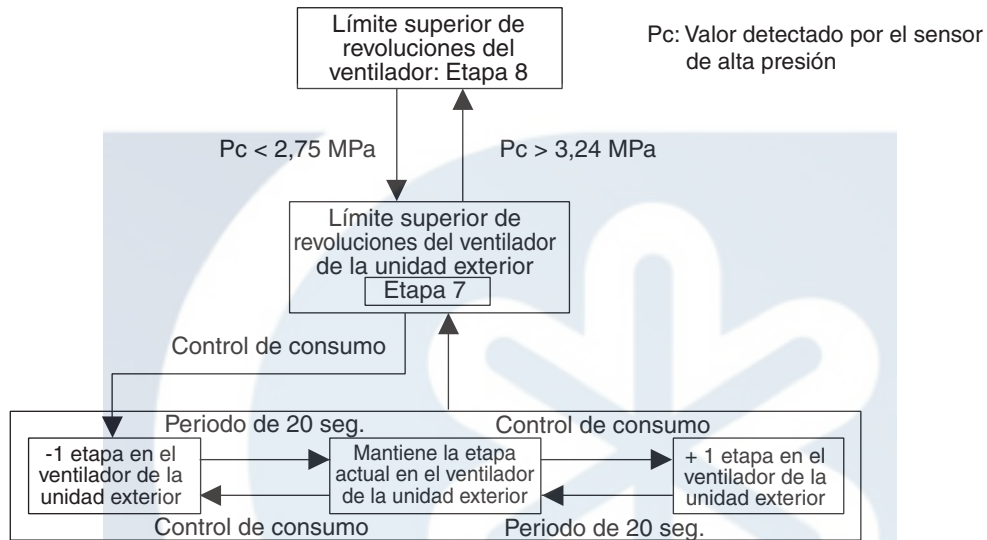 Límite superior de
revoluciones del
ventilador: Etapa 8
Pc: Valor detectado por el sensor
de alta presión
Pc < 2,75 MPa
Pc > 3,24 MPa
Límite superior de
revoluciones del ventilador
de la unidad exterior
Etapa 7
Control de consumo
Periodo de 20 seg.
Control de consumo
-1 etapa en el
ventilador de la
unidad exterior
Mantiene la etapa
actual en el ventilador
de la unidad exterior
+ 1 etapa en el
ventilador de la
unidad exterior
Control de consumo
Periodo de 20 seg.